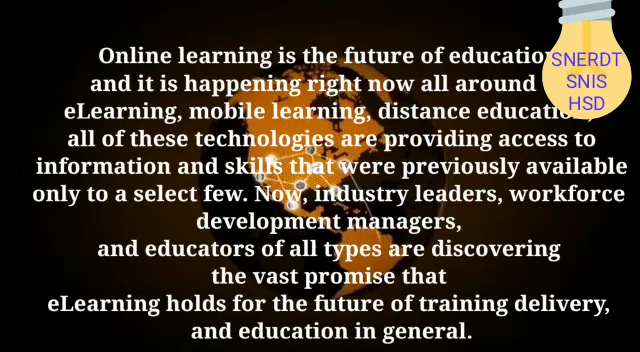 Online learning is the future of education
and it is happening right now all around
eLearning, mobile learning, distance education,
all of these technologies are providing access to
information and skills that were previously available
only to a select few. Now, industry leaders, workforce
development managers,
and educators of all types are discovering
the vast promise that
eLearning holds for the future of training delivery,
and education in general.
SNERDT
SNIS
HSD